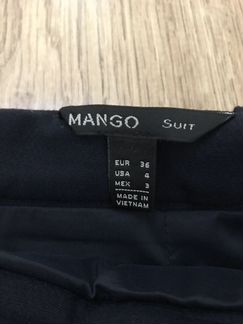 MANGO SUIT
EUR 36
USA 4
MEX 3
MADE IN
VIETNAM